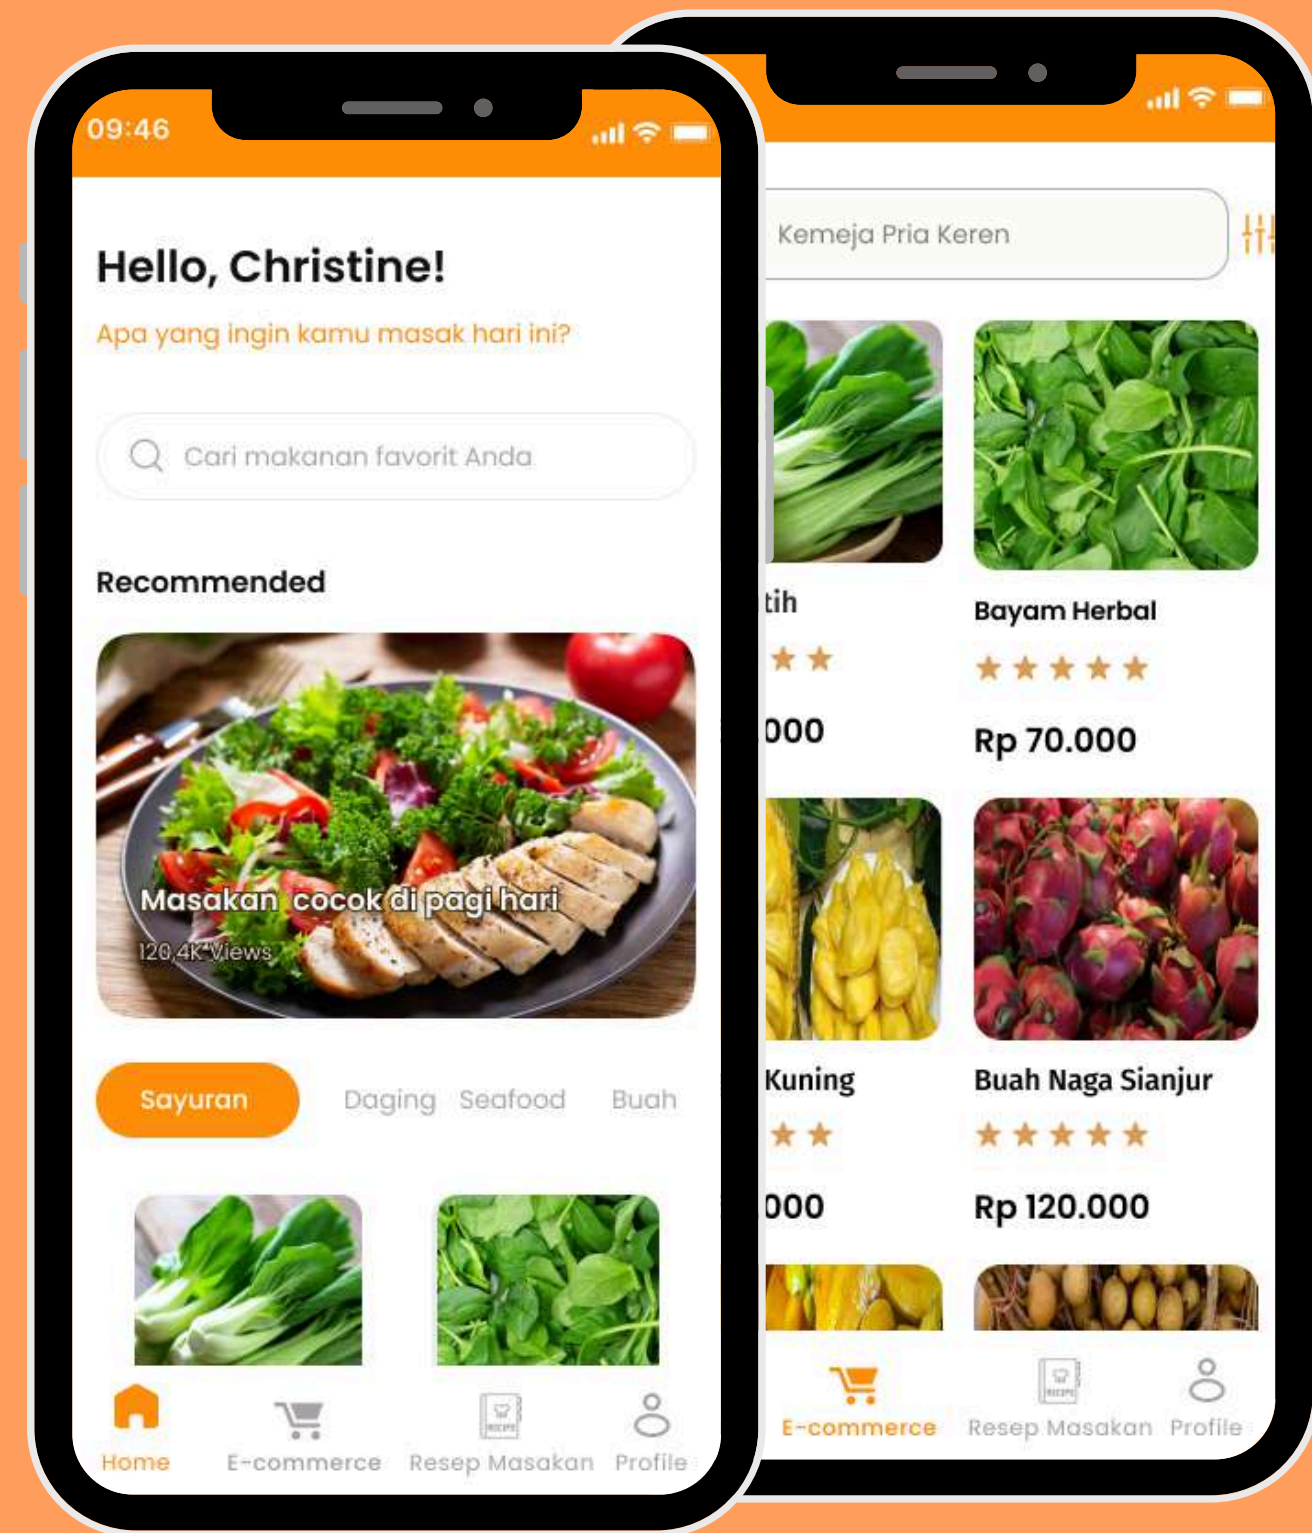 09:46
Hello, Christine!
Apa yang ingin kamu masak hari ini?
Cari makanan favorit Anda
Recommended
Masakan cocok di pagi hari
120,4K Views
Sayuran
Daging
Seafood
Buah
Home
E-commerce
RECIPE
Resep Masakan
Profile
Kemeja Pria Keren
tih
Bayam Herbal
000
Rp 70.000
Kuning
Buah Naga Sianjur
000
Rp 120.000
E-commerce
RECIPE
Resep Masakan
Profile